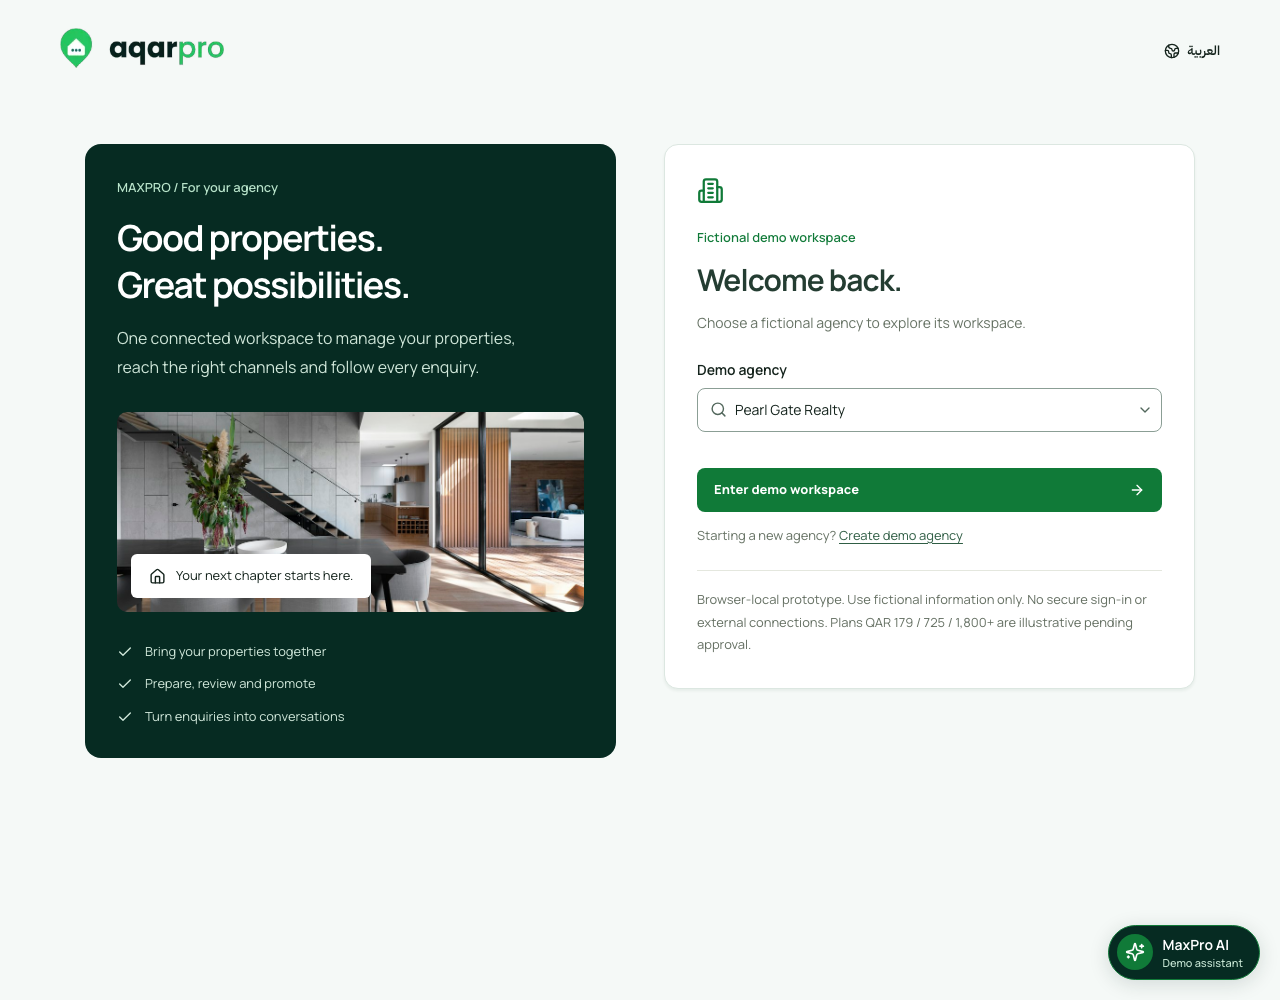 aqarpro
العربية
MAXPRO / For your agency
Good properties.
Great possibilities.
One connected workspace to manage your properties,
reach the right channels and follow every enquiry.
Your next chapter starts here.
Bring your properties together
Prepare, review and promote
Turn enquiries into conversations
Fictional demo workspace
Welcome back.
Choose a fictional agency to explore its workspace.
Demo agency
Pearl Gate Realty
Enter demo workspace
Starting a new agency? Create demo agency
Browser-local prototype. Use fictional information only. No secure sign-in or
external connections. Plans QAR 179 / 725 / 1,800+ are illustrative pending
approval.
MaxPro AI
Demo assistant